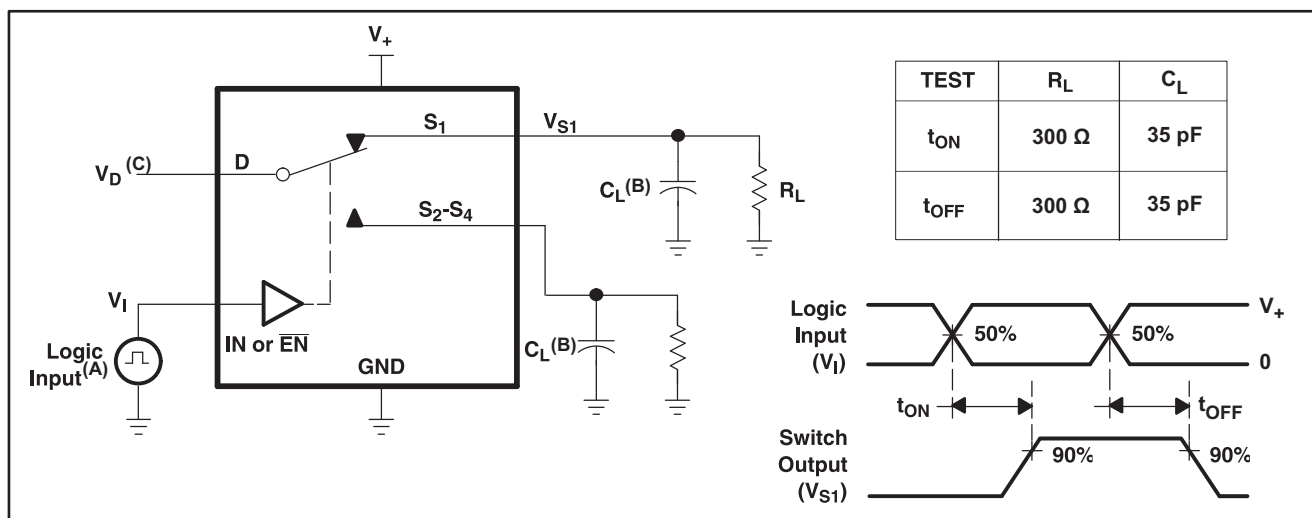 V+
S1
VS1
D
VD(C)
CL(B)
RL
S2-S4
VI
IN or E̅N̅
CL(B)
Logic
Input(A)
GND
TEST RL CL
tON 300 Ω 35 pF
tOFF 300 Ω 35 pF
Logic
Input
(VI)
50%
50%
V+
0
tON
tOFF
Switch
Output
(VS1)
90%
90%